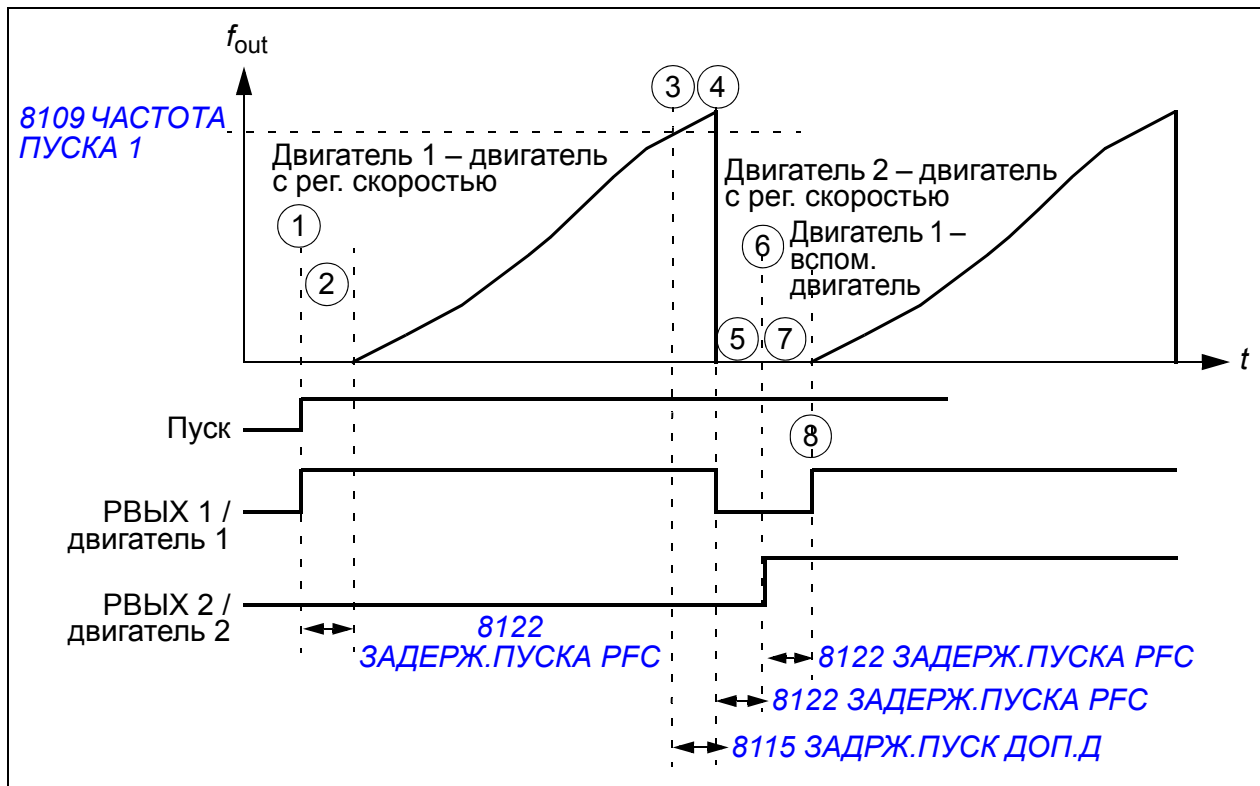 fout
8109 ЧАСТОТА
ПУСКА 1
3
4
Двигатель 1 – двигатель
с рег. скоростью
Двигатель 2 – двигатель
с рег. скоростью
1
2
6
Двигатель 1 –
вспом.
двигатель
5
7
t
Пуск
8
РВЫХ 1 /
двигатель 1
РВЫХ 2 /
двигатель 2
8122
ЗАДЕРЖ.ПУСКА PFC
8122 ЗАДЕРЖ.ПУСКА PFC
8122 ЗАДЕРЖ.ПУСКА PFC
8115 ЗАДРЖ.ПУСК ДОП.Д